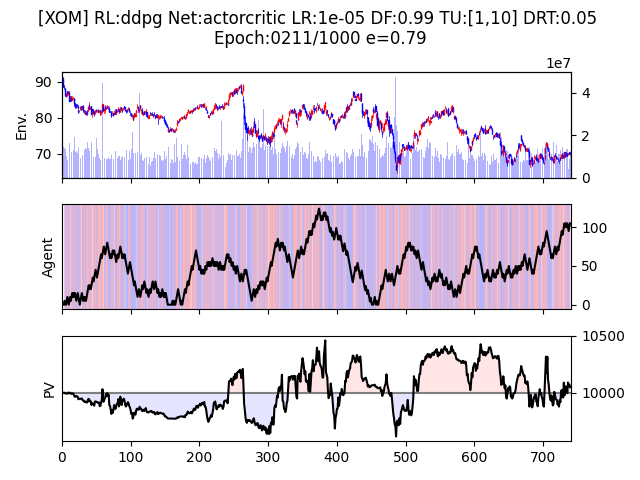 [XOM] RL:ddpg Net:actorcritic LR:1e-05 DF:0.99 TU:[1,10] DRT:0.05
Epoch:0211/1000 e=0.79
1e7
90
80
70
Env.
4
2
0
Agent
100
50
0
PV
10500
10000
0 100 200 300 400 500 600 700